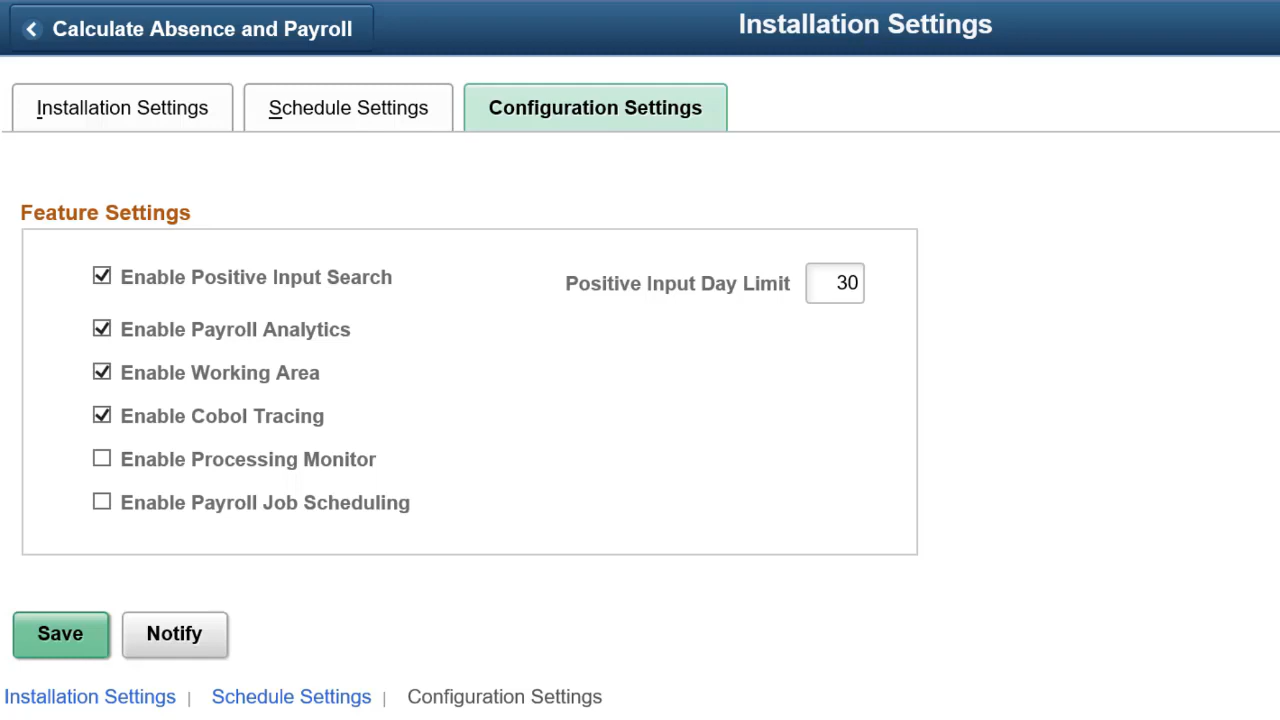 Calculate Absence and Payroll
Installation Settings
Installation Settings
Schedule Settings
Configuration Settings
Feature Settings
Enable Positive Input Search
Positive Input Day Limit 30
Enable Payroll Analytics
Enable Working Area
Enable Cobol Tracing
Enable Processing Monitor
Enable Payroll Job Scheduling
Save
Notify
Installation Settings | Schedule Settings | Configuration Settings